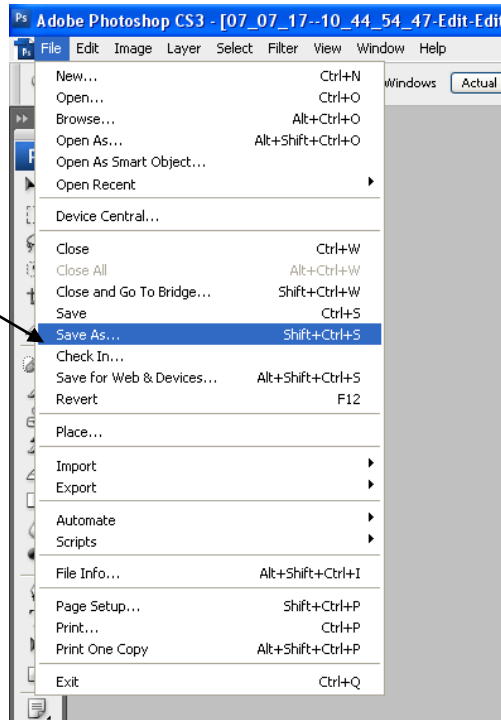 Ps Adobe Photoshop CS3 - [07_07_17--10_44_54_47-Edit-Edit
Ps File Edit Image Layer Select Filter View Window Help
Windows Actual
New... Ctrl+N
Open... Ctrl+O
Browse... Alt+Ctrl+O
Open As... Alt+Shift+Ctrl+O
Open As Smart Object...
Open Recent
Device Central...
Close Ctrl+W
Close All Alt+Ctrl+W
Close and Go To Bridge... Shift+Ctrl+W
Save Ctrl+S
Save As... Shift+Ctrl+S
Check In...
Save for Web & Devices... Alt+Shift+Ctrl+S
Revert F12
Place...
Import
Export
Automate
Scripts
File Info... Alt+Shift+Ctrl+I
Page Setup... Shift+Ctrl+P
Print... Ctrl+P
Print One Copy Alt+Shift+Ctrl+P
Exit Ctrl+Q